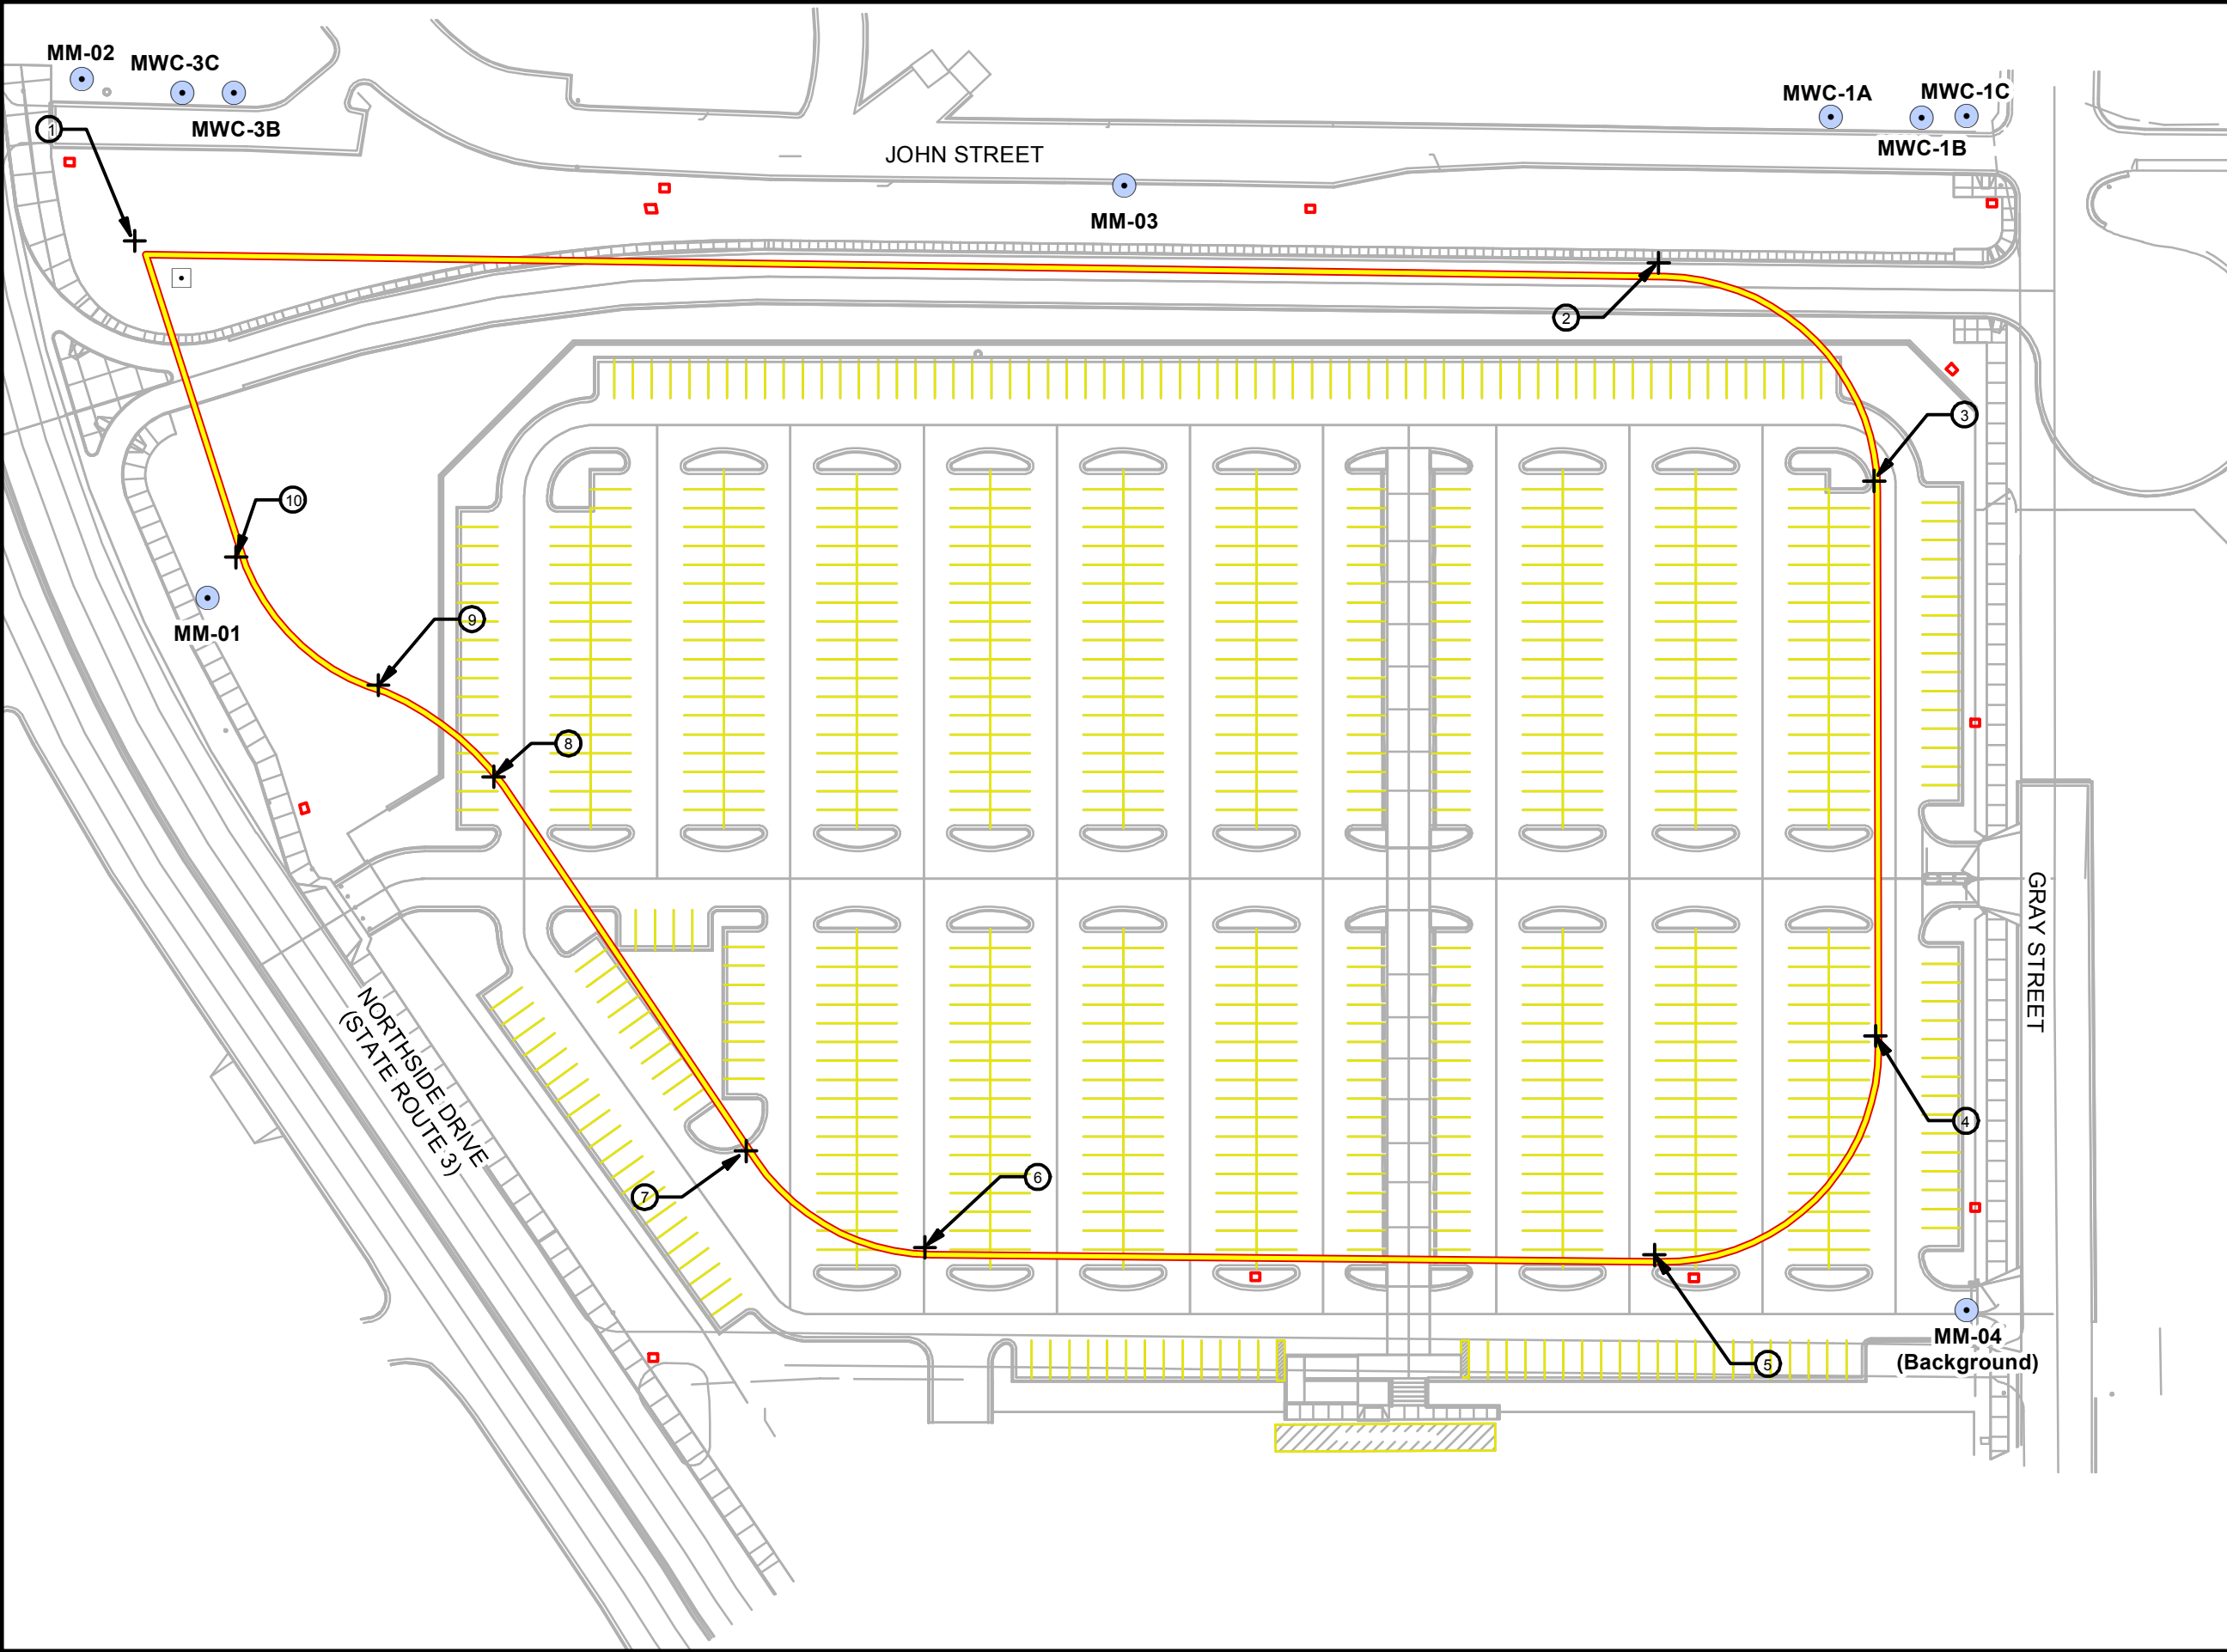 MM-02
MWC-3C
MWC-3B
1
JOHN STREET
MM-03
MWC-1A
MWC-1C
MWC-1B
2
3
10
9
MM-01
8
GRAY STREET
NORTHSIDE DRIVE
(STATE ROUTE 3)
4
6
7
MM-04
(Background)
5